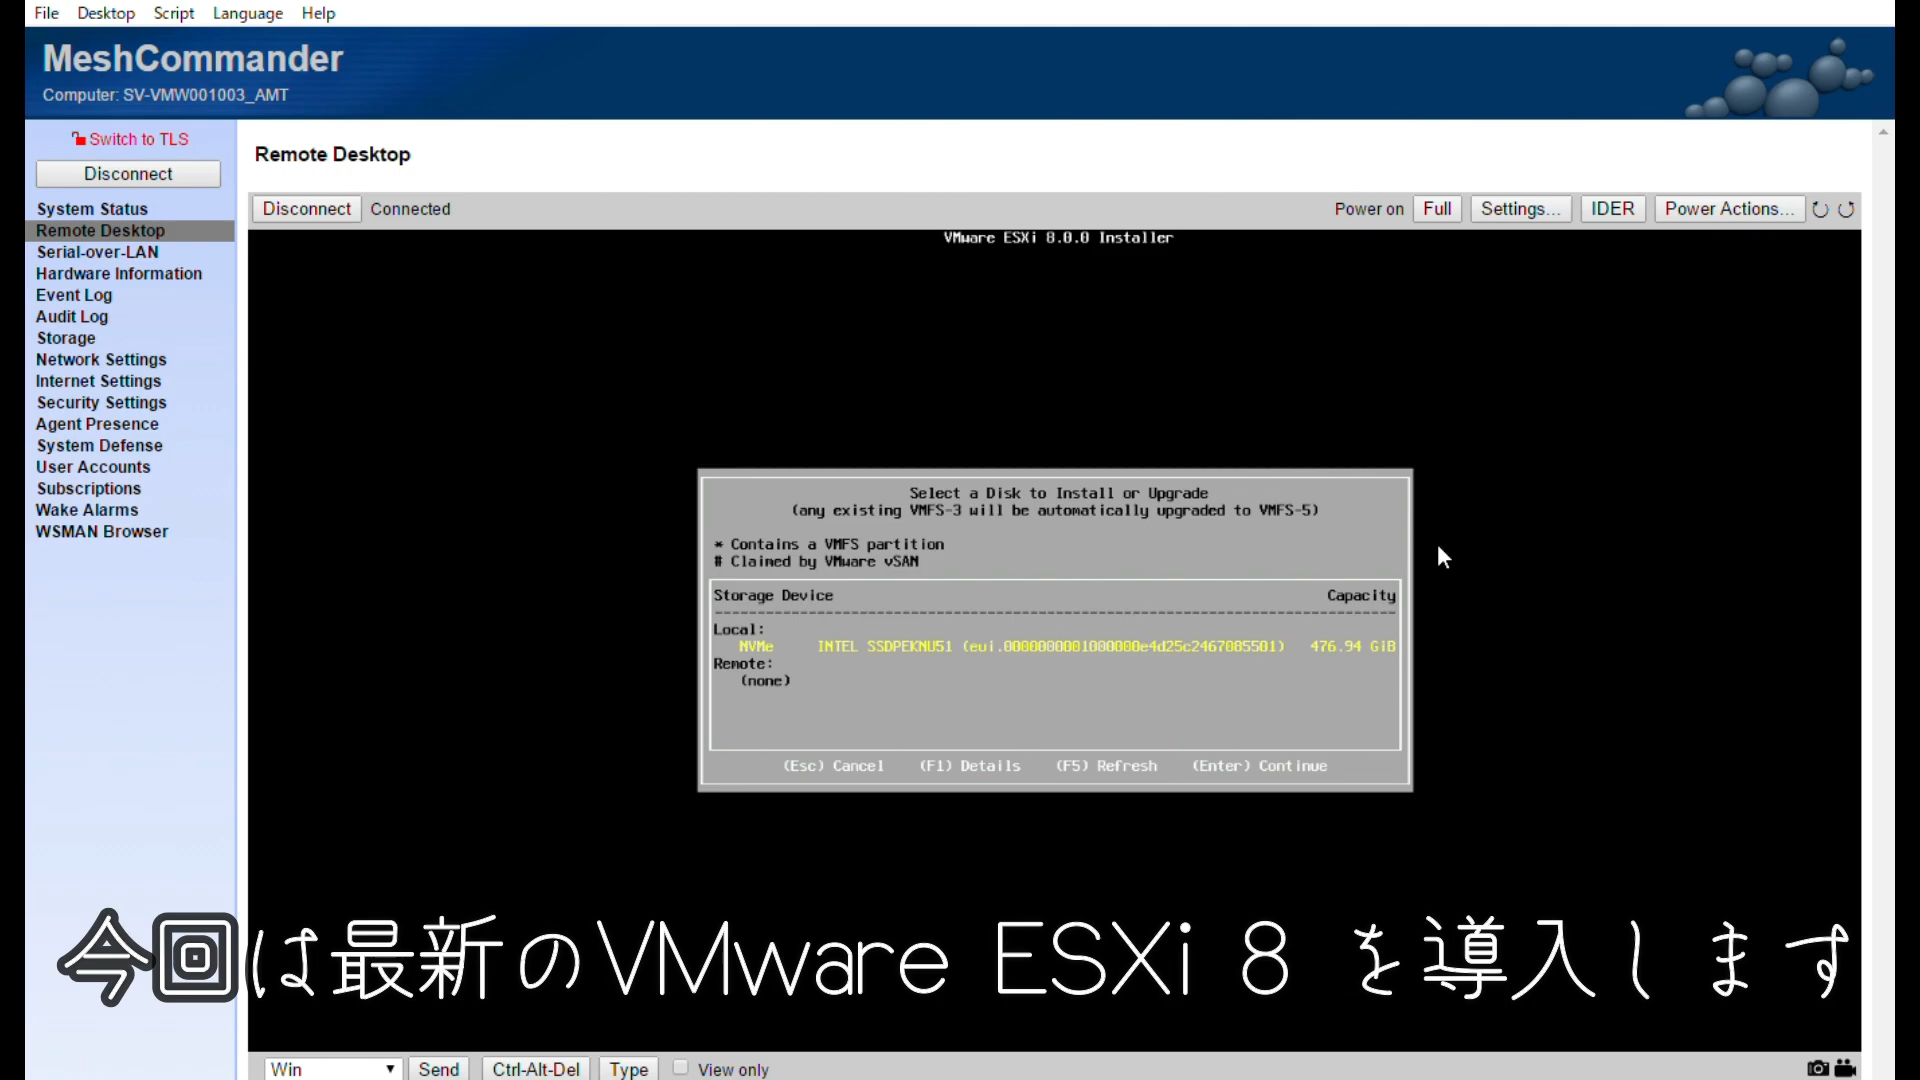 File Desktop Script Language Help
MeshCommander
Computer: SV-VMW001003_AMT
Switch to TLS
Disconnect
System Status
Remote Desktop
Serial-over-LAN
Hardware Information
Event Log
Audit Log
Storage
Network Settings
Internet Settings
Security Settings
Agent Presence
System Defense
User Accounts
Subscriptions
Wake Alarms
WSMAN Browser
Remote Desktop
Disconnect Connected Power on Full Settings... IDER Power Actions...
VMware ESXi 8.0.0 Installer
Select a Disk to Install or Upgrade
(any existing VMFS-3 will be automatically upgraded to VMFS-5)
* Contains a VMFS partition
# Claimed by VMware vSAN
Storage Device Capacity
Local:
NVMe INTEL SSDPEKNU51 (eui.0000000001000000e4d25c2467085501) 476.94 GiB
Remote:
(none)
(Esc) Cancel (F1) Details (F5) Refresh (Enter) Continue
今回は最新のVMware ESXi 8 を導入します
Win Send Ctrl-Alt-Del Type View only